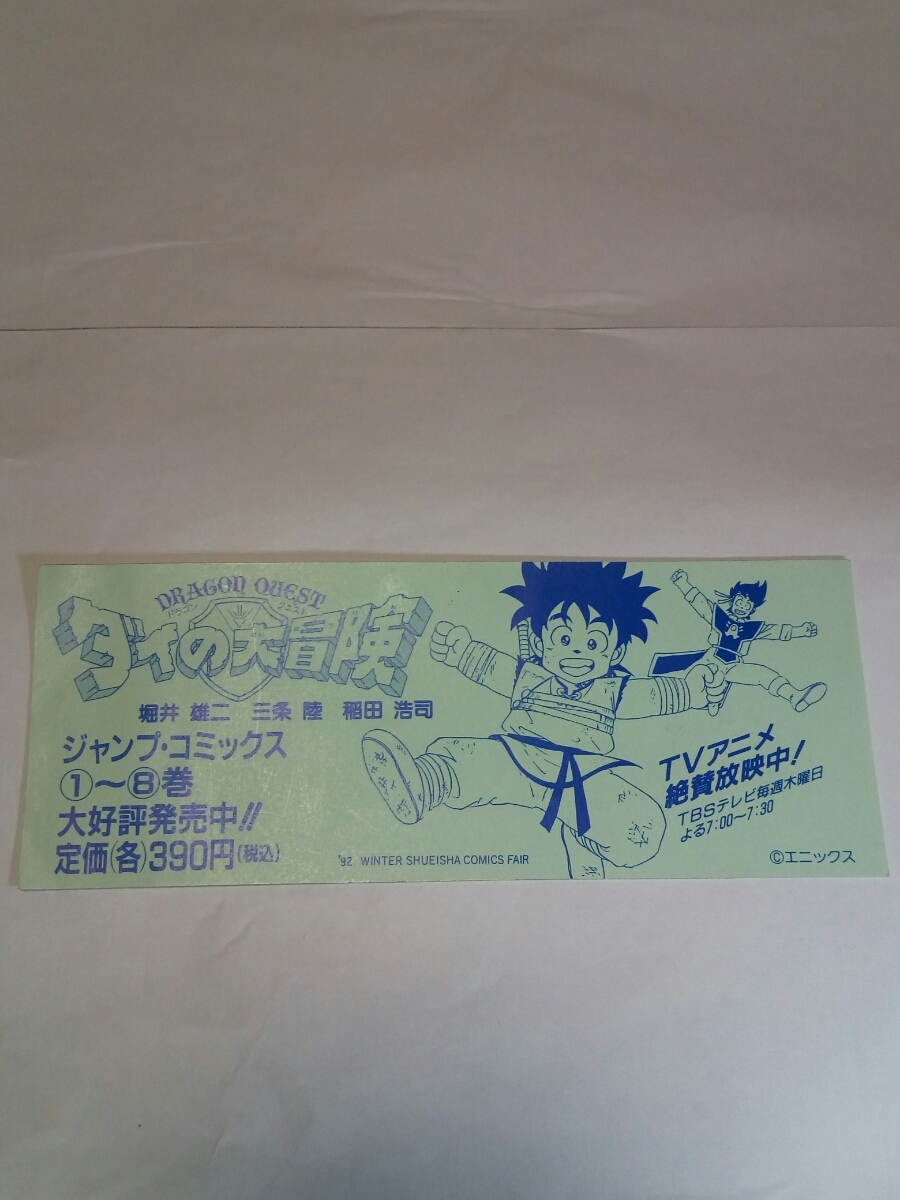 DRAGON QUEST
ドラゴン クエスト
ダイの大冒険
堀井 雄二 三条 陸 稲田 浩司
ジャンプ・コミックス
①〜⑧巻
大好評発売中!!
定価(各)390円(税込)
'92 WINTER SHUEISHA COMICS FAIR
TVアニメ
絶賛放映中!
TBSテレビ毎週木曜日
よる7:00〜7:30
©エニックス